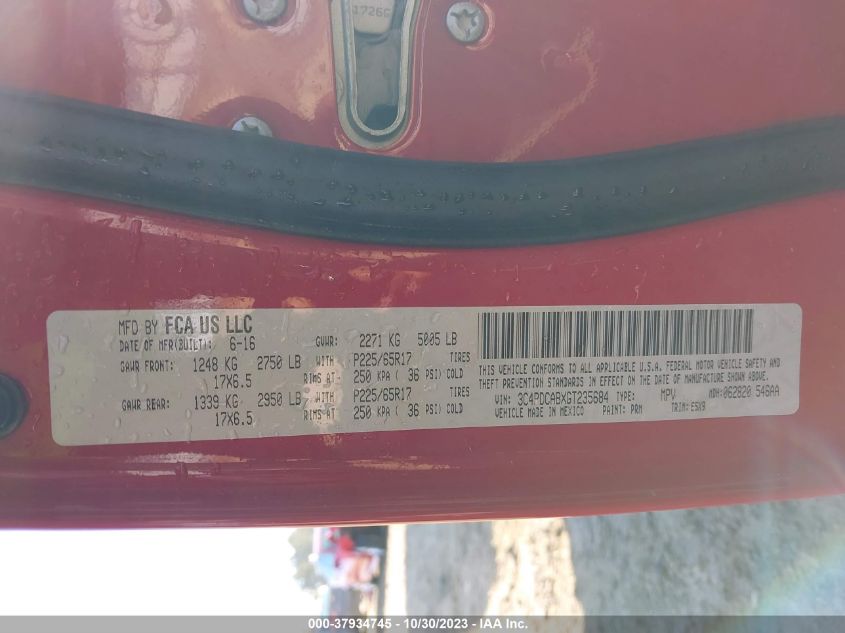 1726
MFD BY FCA US LLC
DATE OF MFR(BUILT): 6-16
GVWR: 2271 KG 5005 LB
GAWR FRONT: 1248 KG 2750 LB WITH P225/65R17 TIRES
17X6.5 RIMS AT 250 KPA ( 36 PSI) COLD
GAWR REAR: 1339 KG 2950 LB WITH P225/65R17 TIRES
17X6.5 RIMS AT 250 KPA ( 36 PSI) COLD
THIS VEHICLE CONFORMS TO ALL APPLICABLE U.S.A. FEDERAL MOTOR VEHICLE SAFETY AND
THEFT PREVENTION STANDARDS IN EFFECT ON THE DATE OF MANUFACTURE SHOWN ABOVE.
VIN: 3C4PDCABXGT235684 TYPE: MPV MDH:062820 546AA
VEHICLE MADE IN MEXICO PAINT: PRM TRIM:E5X9
000-37934745 - 10/30/2023 - IAA Inc.